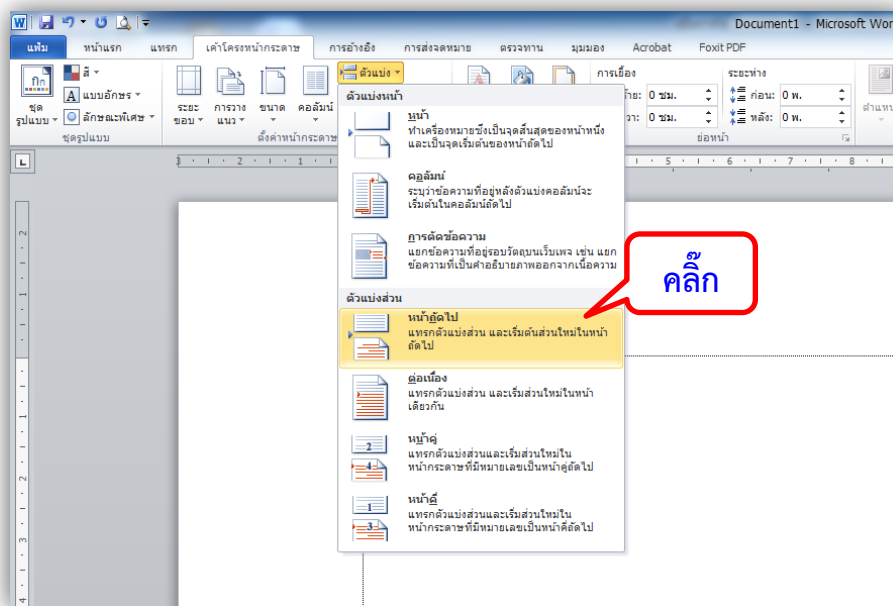 Document1 - Microsoft Wor
แฟ้ม หน้าแรก แทรก เค้าโครงหน้ากระดาษ การอ้างอิง การส่งจดหมาย ตรวจทาน มุมมอง Acrobat Foxit PDF
สี ตัวแบ่ง การเยื้อง ระยะห่าง
ก แบบอักษร 0 ซม. ก่อน: 0 พ.
ชุดรูปแบบ ลักษณะพิเศษ ระยะขอบ การวางแนว ขนาด คอลัมน์ 0 ซม. หลัง: 0 พ. ตำแหน
ชุดรูปแบบ ตั้งค่าหน้ากระดาษ ย่อหน้า
3 2 1 5 6 7 8
ตัวแบ่งหน้า
หน้า
ทำเครื่องหมายซึ่งเป็นจุดสิ้นสุดของหน้าหนึ่ง
และเป็นจุดเริ่มต้นของหน้าถัดไป
คอลัมน์
ระบุว่าข้อความที่อยู่หลังตัวแบ่งคอลัมน์จะ
เริ่มต้นในคอลัมน์ถัดไป
การตัดข้อความ
แยกข้อความที่อยู่รอบวัตถุบนเว็บเพจ เช่น แยก
ข้อความที่เป็นคำอธิบายภาพออกจากเนื้อความ
คลิ๊ก
ตัวแบ่งส่วน
หน้าถัดไป
แทรกตัวแบ่งส่วน และเริ่มต้นส่วนใหม่ในหน้า
ถัดไป
ต่อเนื่อง
แทรกตัวแบ่งส่วน และเริ่มส่วนใหม่ในหน้า
เดียวกัน
หน้าคู่
แทรกตัวแบ่งส่วนและเริ่มส่วนใหม่ใน
หน้ากระดาษที่มีหมายเลขเป็นหน้าคู่ถัดไป
หน้าคี่
แทรกตัวแบ่งส่วนและเริ่มส่วนใหม่ใน
หน้ากระดาษที่มีหมายเลขเป็นหน้าคี่ถัดไป